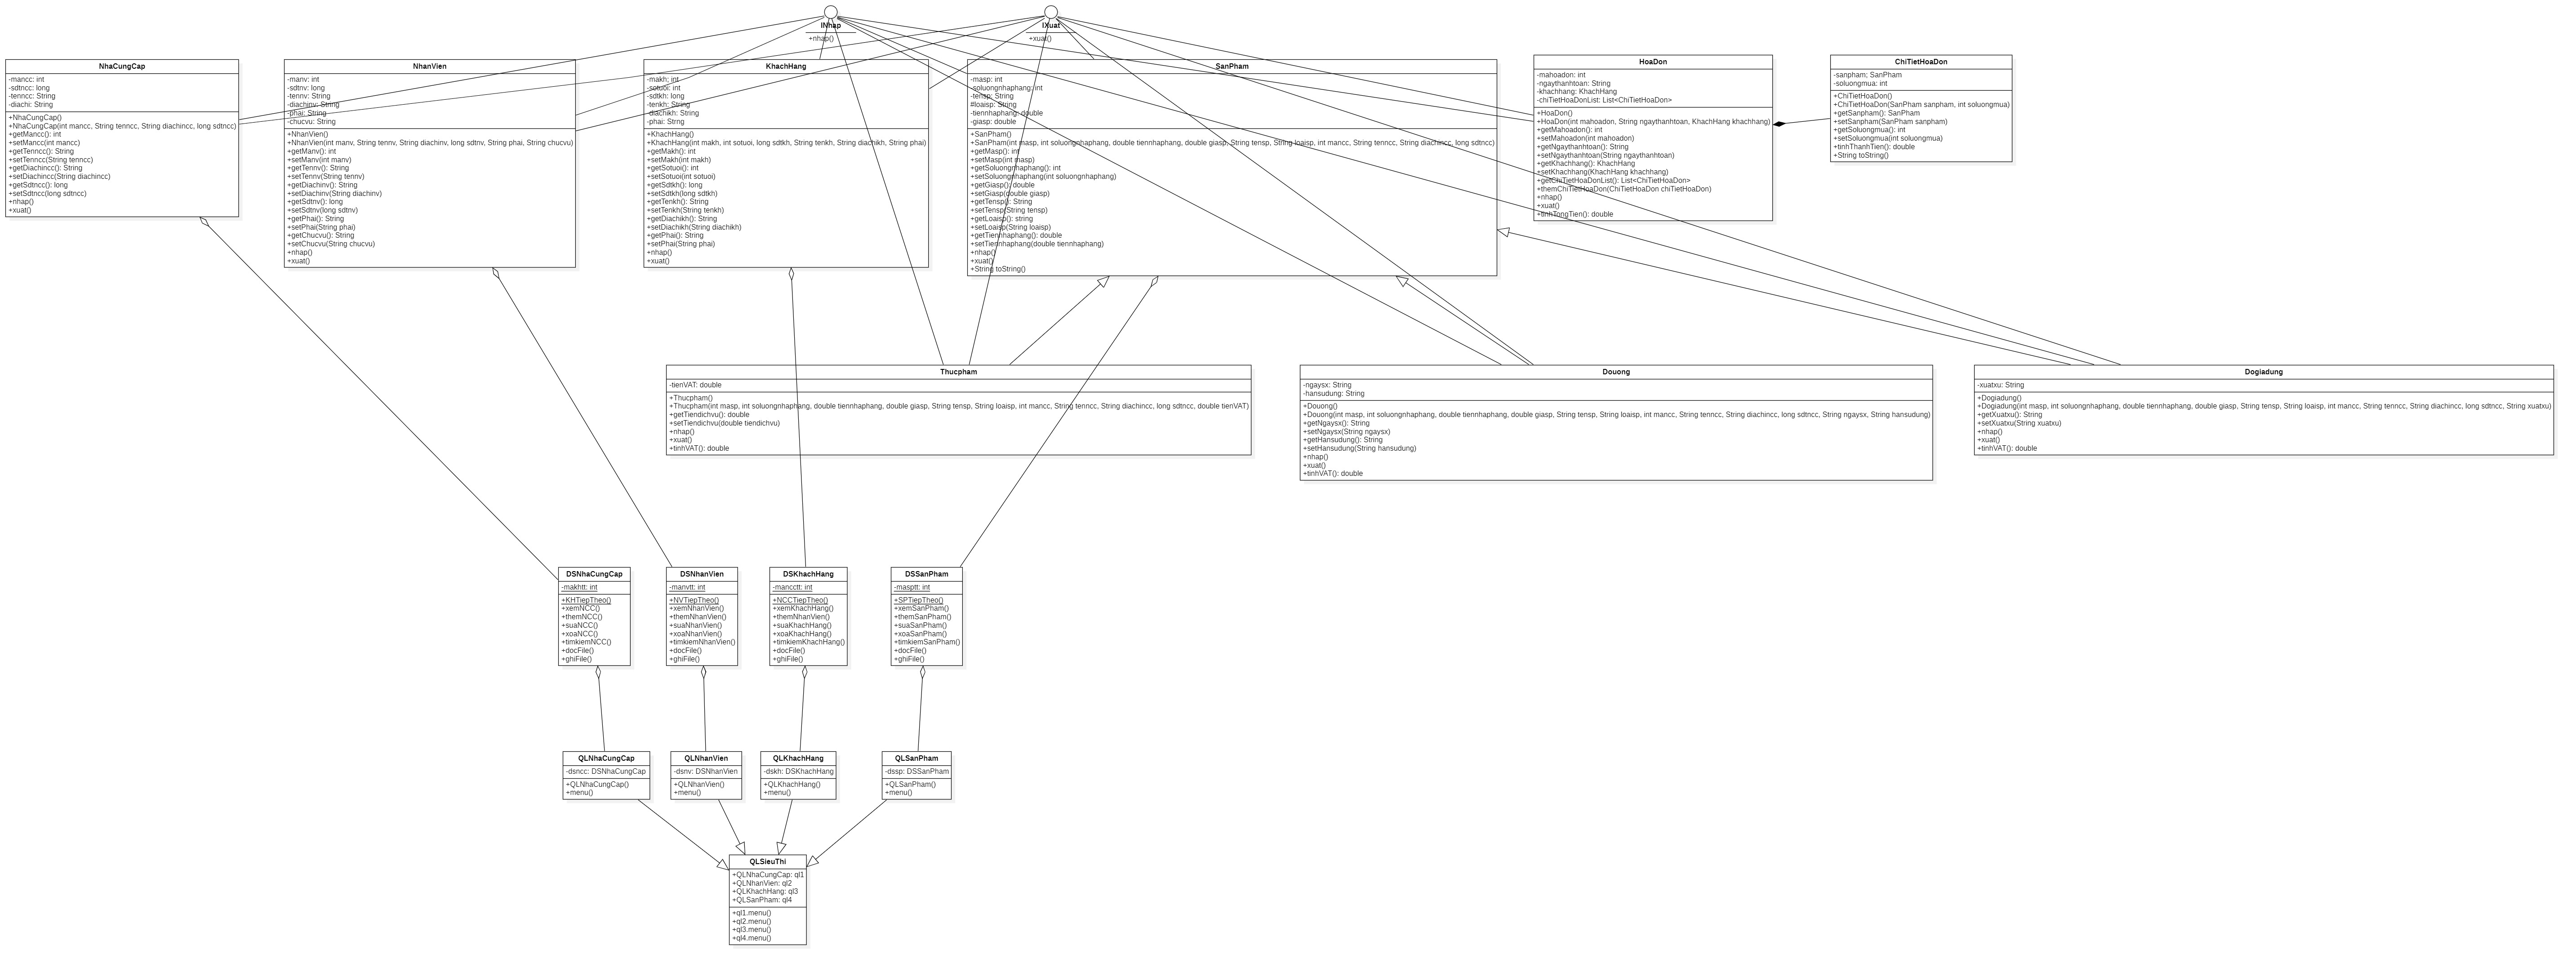 INhap
+nhap()
IXuat
+xuat()
NhaCungCap
-mancc: int
-sdtncc: long
-tenncc: String
-diachi: String
+NhaCungCap()
+NhaCungCap(int mancc, String tenncc, String diachincc, long sdtncc)
+getMancc(): int
+setMancc(int mancc)
+getTenncc(): String
+setTenncc(String tenncc)
+getDiachincc(): String
+setDiachincc(String diachincc)
+getSdtncc(): long
+setSdtncc(long sdtncc)
+nhap()
+xuat()
NhanVien
-manv: int
-sdtnv: long
-tennv: String
-diachinv: String
-phai: String
-chucvu: String
+NhanVien()
+NhanVien(int manv, String tennv, String diachinv, long sdtnv, String phai, String chucvu)
+getManv(): int
+setManv(int manv)
+getTennv(): String
+setTennv(String tennv)
+getDiachinv(): String
+setDiachinv(String diachinv)
+getSdtnv(): long
+setSdtnv(long sdtnv)
+getPhai(): String
+setPhai(String phai)
+getChucvu(): String
+setChucvu(String chucvu)
+nhap()
+xuat()
KhachHang
-makh: int
-sotuoi: int
-sdtkh: long
-tenkh: String
-diachikh: String
-phai: Strng
+KhachHang()
+KhachHang(int makh, int sotuoi, long sdtkh, String tenkh, String diachikh, String phai)
+getMakh(): int
+setMakh(int makh)
+getSotuoi(): int
+setSotuoi(int sotuoi)
+getSdtkh(): long
+setSdtkh(long sdtkh)
+getTenkh(): String
+setTenkh(String tenkh)
+getDiachikh(): String
+setDiachikh(String diachikh)
+getPhai(): String
+setPhai(String phai)
+nhap()
+xuat()
SanPham
-masp: int
-soluongnhaphang: int
-tensp: String
#loaisp: String
-tiennhaphang: double
-giasp: double
+SanPham()
+SanPham(int masp, int soluongnhaphang, double tiennhaphang, double giasp, String tensp, String loaisp, int mancc, String tenncc, String diachincc, long sdtncc)
+getMasp(): int
+setMasp(int masp)
+getSoluongnhaphang(): int
+setSoluongnhaphang(int soluongnhaphang)
+getGiasp(): double
+setGiasp(double giasp)
+getTensp(): String
+setTensp(String tensp)
+getLoaisp(): string
+setLoaisp(String loaisp)
+getTiennhaphang(): double
+setTiennhaphang(double tiennhaphang)
+nhap()
+xuat()
+String toString()
HoaDon
-mahoadon: int
-ngaythanhtoan: String
-khachhang: KhachHang
-chiTietHoaDonList: List<ChiTietHoaDon>
+HoaDon()
+HoaDon(int mahoadon, String ngaythanhtoan, KhachHang khachhang)
+getMahoadon(): int
+setMahoadon(int mahoadon)
+getNgaythanhtoan(): String
+setNgaythanhtoan(String ngaythanhtoan)
+getKhachhang(): KhachHang
+setKhachhang(KhachHang khachhang)
+getChiTietHoaDonList(): List<ChiTietHoaDon>
+themChiTietHoaDon(ChiTietHoaDon chiTietHoaDon)
+nhap()
+xuat()
+tinhTongTien(): double
ChiTietHoaDon
-sanpham; SanPham
-soluongmua: int
+ChiTietHoaDon()
+ChiTietHoaDon(SanPham sanpham, int soluongmua)
+getSanpham(): SanPham
+setSanpham(SanPham sanpham)
+getSoluongmua(): int
+setSoluongmua(int soluongmua)
+tinhThanhTien(): double
+String toString()
Thucpham
-tienVAT: double
+Thucpham()
+Thucpham(int masp, int soluongnhaphang, double tiennhaphang, double giasp, String tensp, String loaisp, int mancc, String tenncc, String diachincc, long sdtncc, double tienVAT)
+getTiendichvu(): double
+setTiendichvu(double tiendichvu)
+nhap()
+xuat()
+tinhVAT(): double
Douong
-ngaysx: String
-hansudung: String
+Douong()
+Douong(int masp, int soluongnhaphang, double tiennhaphang, double giasp, String tensp, String loaisp, int mancc, String tenncc, String diachincc, long sdtncc, String ngaysx, String hansudung)
+getNgaysx(): String
+setNgaysx(String ngaysx)
+getHansudung(): String
+setHansudung(String hansudung)
+nhap()
+xuat()
+tinhVAT(): double
Dogiadung
-xuatxu: String
+Dogiadung()
+Dogiadung(int masp, int soluongnhaphang, double tiennhaphang, double giasp, String tensp, String loaisp, int mancc, String tenncc, String diachincc, long sdtncc, String xuatxu)
+getXuatxu(): String
+setXuatxu(String xuatxu)
+nhap()
+xuat()
+tinhVAT(): double
DSNhaCungCap
-makhtt: int
+KHTiepTheo()
+xemNCC()
+themNCC()
+suaNCC()
+xoaNCC()
+timkiemNCC()
+docFile()
+ghiFile()
DSNhanVien
-manvtt: int
+NVTiepTheo()
+xemNhanVien()
+themNhanVien()
+suaNhanVien()
+xoaNhanVien()
+timkiemNhanVien()
+docFile()
+ghiFile()
DSKhachHang
-mancctt: int
+NCCTiepTheo()
+xemKhachHang()
+themNhanVien()
+suaKhachHang()
+xoaKhachHang()
+timkiemKhachHang()
+docFile()
+ghiFile()
DSSanPham
-masptt: int
+SPTiepTheo()
+xemSanPham()
+themSanPham()
+suaSanPham()
+xoaSanPham()
+timkiemSanPham()
+docFile()
+ghiFile()
QLNhaCungCap
-dsncc: DSNhaCungCap
+QLNhaCungCap()
+menu()
QLNhanVien
-dsnv: DSNhanVien
+QLNhanVien()
+menu()
QLKhachHang
-dskh: DSKhachHang
+QLKhachHang()
+menu()
QLSanPham
-dssp: DSSanPham
+QLSanPham()
+menu()
QLSieuThi
+QLNhaCungCap: ql1
+QLNhanVien: ql2
+QLKhachHang: ql3
+QLSanPham: ql4
+ql1.menu()
+ql2.menu()
+ql3.menu()
+ql4.menu()